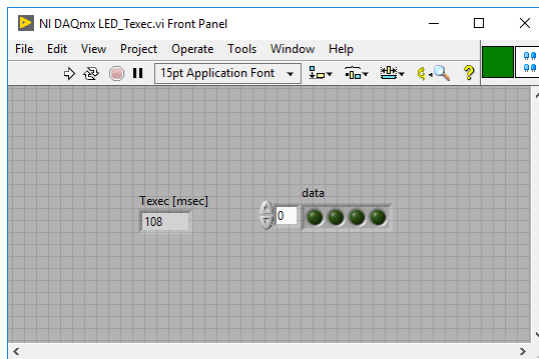 NI DAQmx LED_Texec.vi Front Panel
File Edit View Project Operate Tools Window Help
15pt Application Font
data
Texec [msec]
0
108